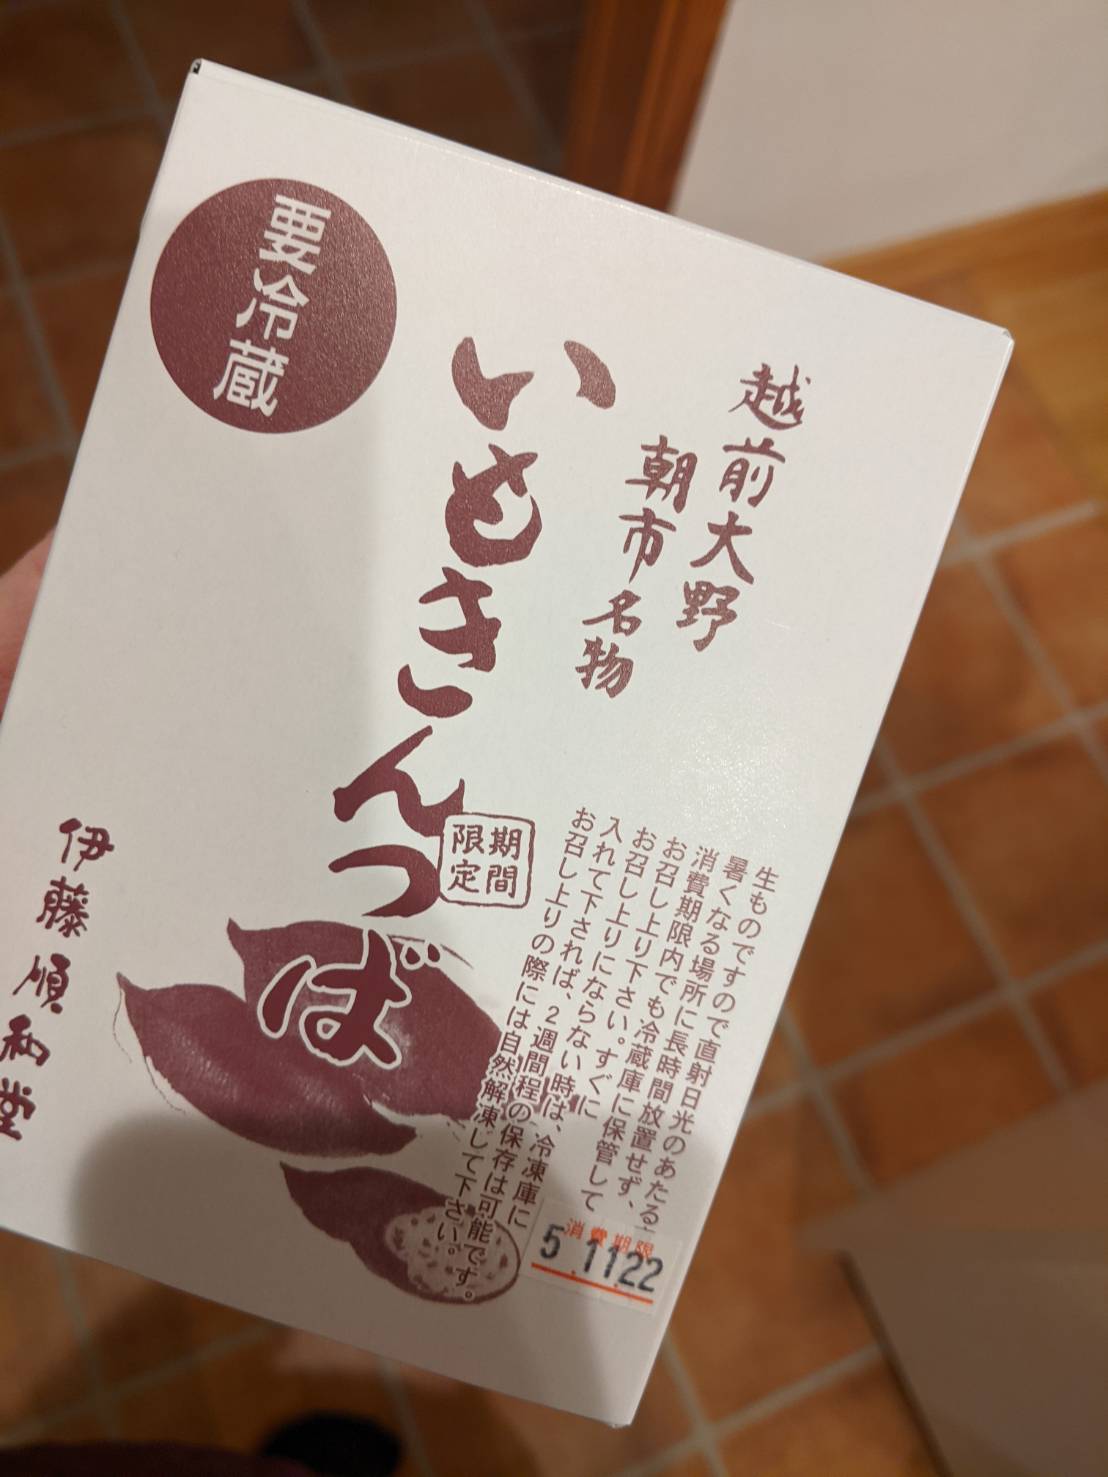 要冷蔵
越前大野
朝市名物
いもきんつば
期間
限定
生ものですので直射日光のあたる
暑くなる場所に長時間放置せず、
消費期限内でも冷蔵庫に保管して
お召し上り下さい。すぐに
お召し上りにならない時は、冷凍庫に
入れて下されば、2週間程の保存は可能です。
お召し上りの際には自然解凍して下さい。
消費期限
5.11.22
伊藤順和堂